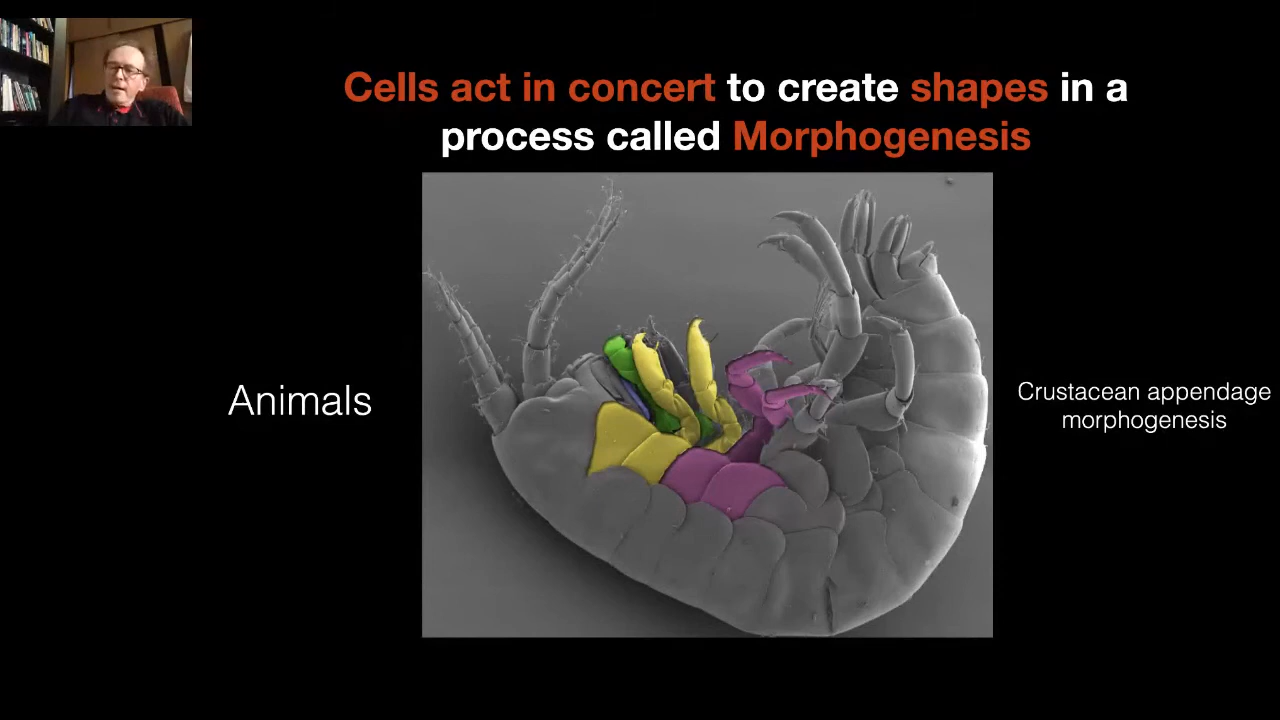 Cells act in concert to create shapes in a
process called Morphogenesis
Animals
Crustacean appendage
morphogenesis